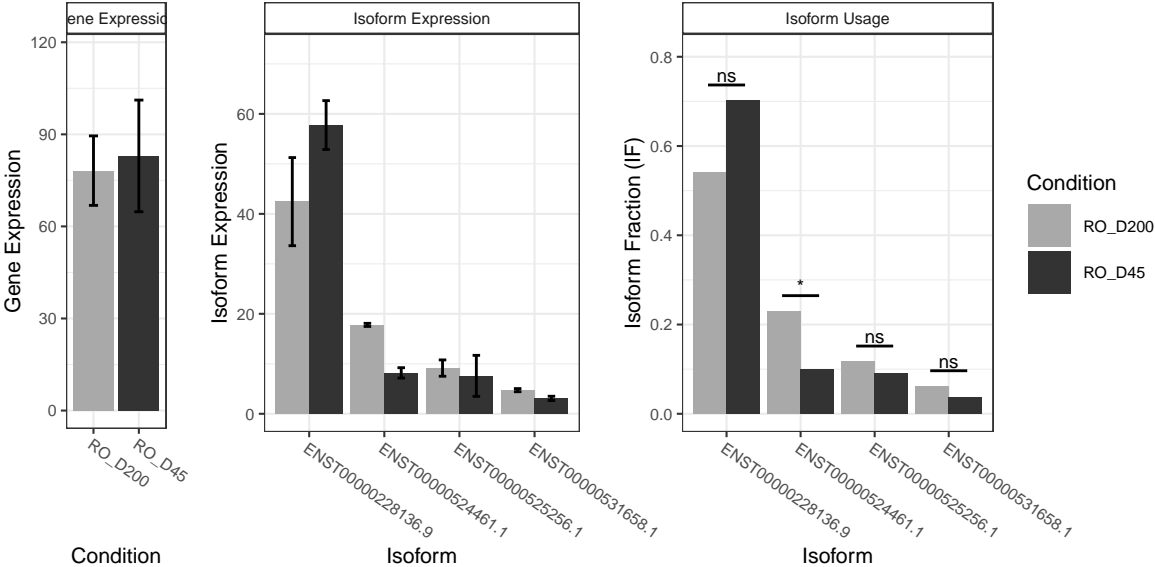 ene Expressio
Gene Expression
120
90
60
30
0
RO_D200
RO_D45
Condition
Isoform Expression
Isoform Expression
60
40
20
0
ENST00000228136.9
ENST00000524461.1
ENST00000525256.1
ENST00000531658.1
Isoform
Isoform Usage
Isoform Fraction (IF)
0.8
0.6
0.4
0.2
0.0
ns
*
ns
ns
ENST00000228136.9
ENST00000524461.1
ENST00000525256.1
ENST00000531658.1
Isoform
Condition
RO_D200
RO_D45